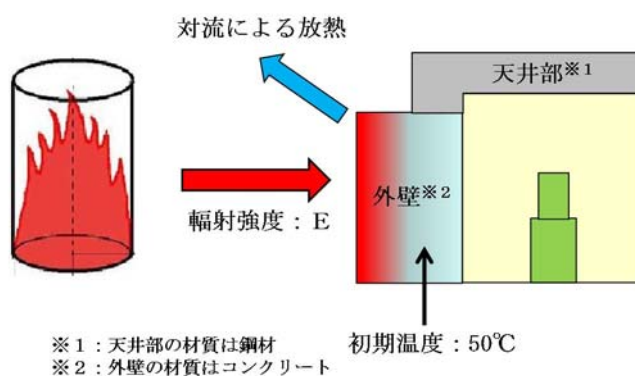 対流による放熱
天井部※1
外壁※2
輻射強度：E
初期温度：50℃
※1：天井部の材質は鋼材
※2：外壁の材質はコンクリート